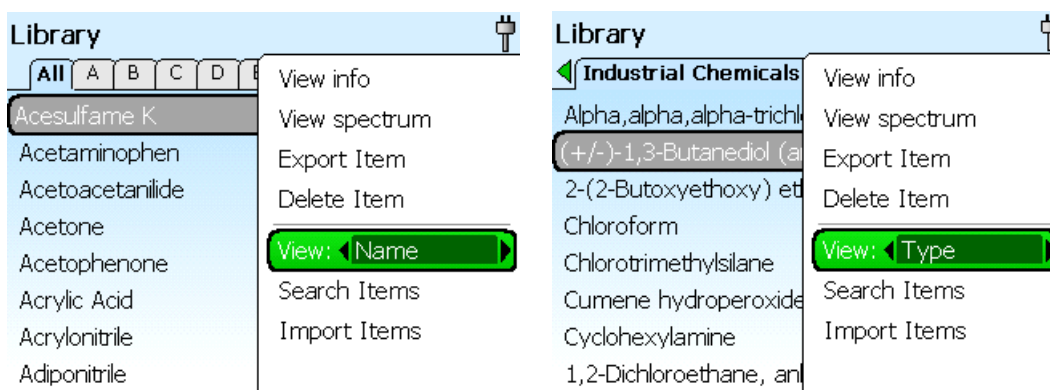 Library
All A B C D
Acesulfame K
Acetaminophen
Acetoacetanilide
Acetone
Acetophenone
Acrylic Acid
Acrylonitrile
Adiponitrile
View info
View spectrum
Export Item
Delete Item
View: Name
Search Items
Import Items
Library
Industrial Chemicals
Alpha,alpha,alpha-trichl
(+/-)-1,3-Butanediol (a
2-(2-Butoxyethoxy) et
Chloroform
Chlorotrimethylsilane
Cumene hydroperoxide
Cyclohexylamine
1,2-Dichloroethane, an
View info
View spectrum
Export Item
Delete Item
View: Type
Search Items
Import Items